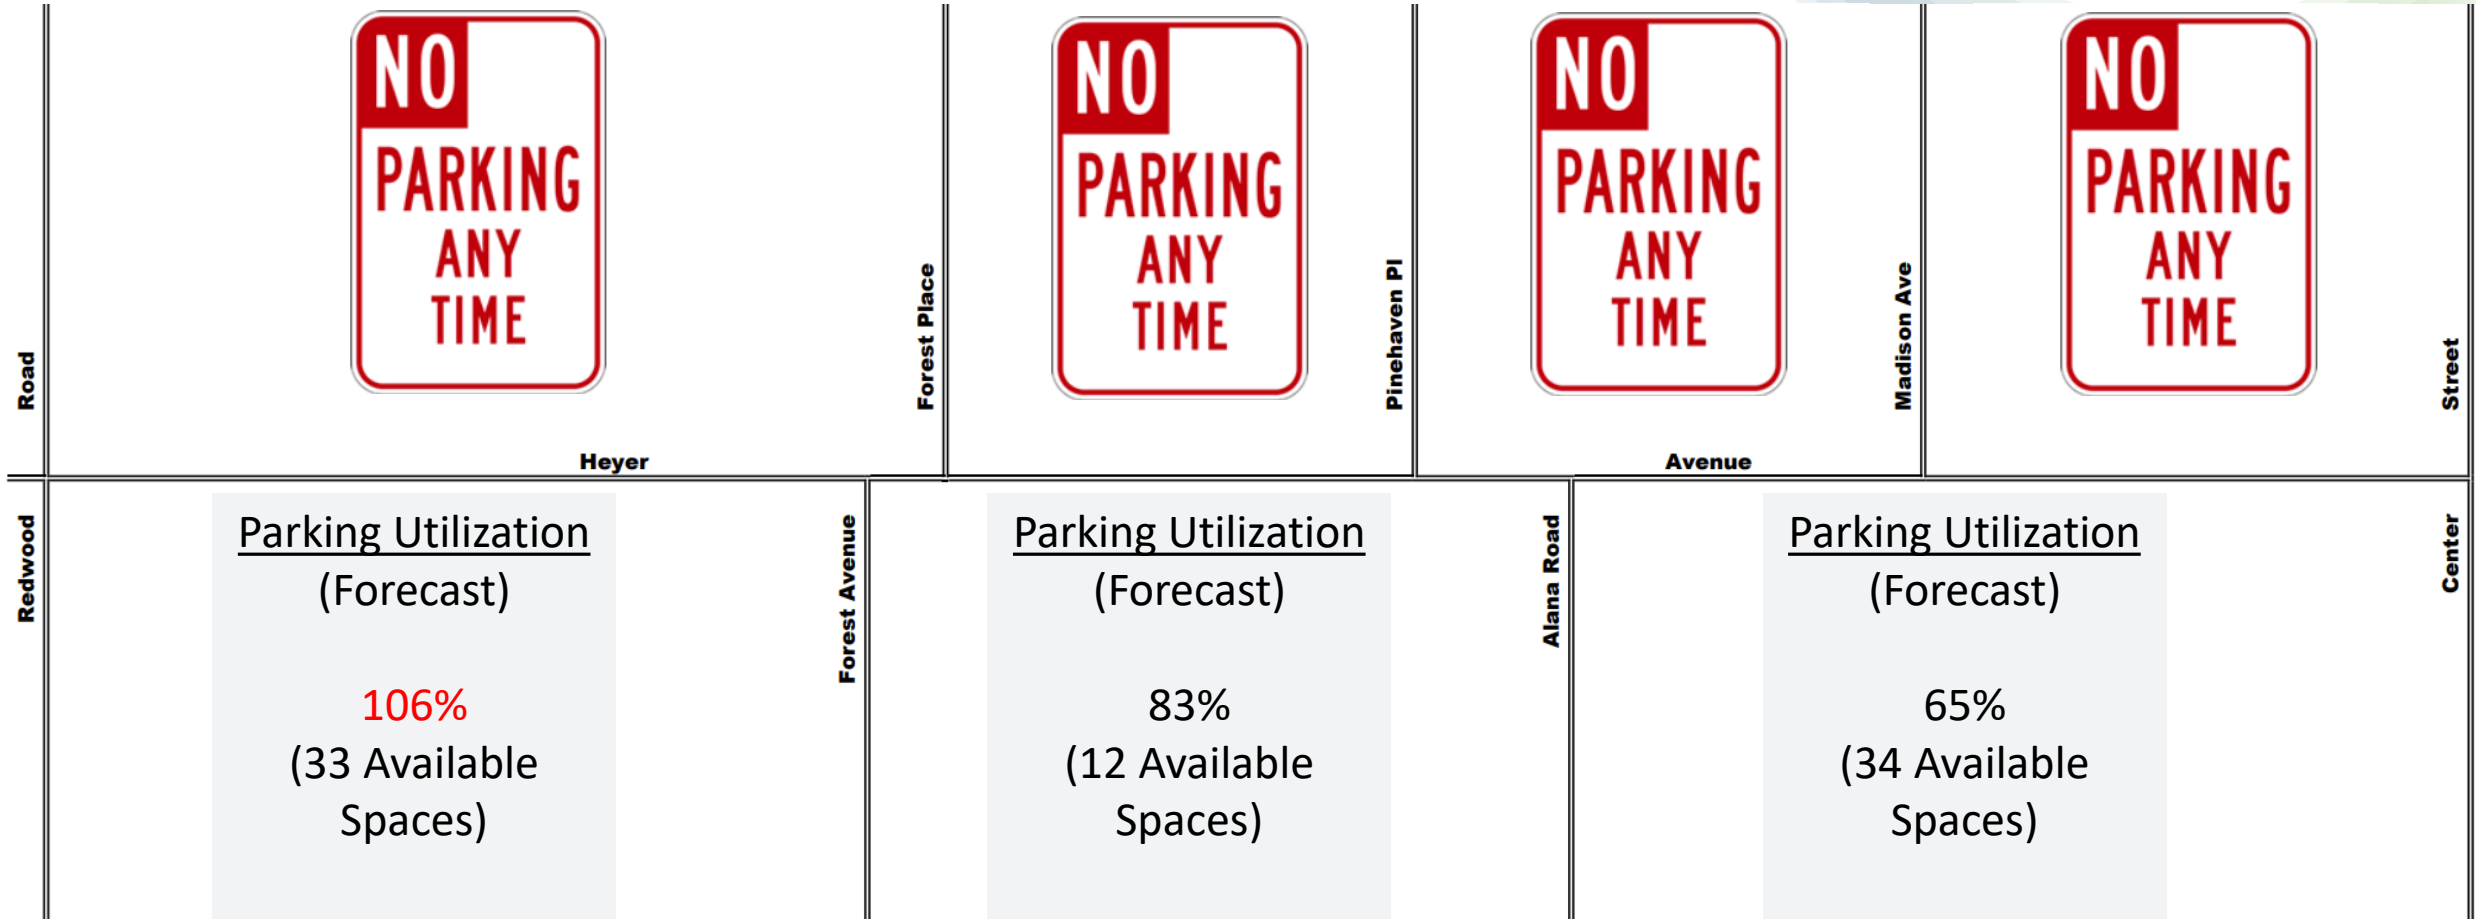 NO
PARKING
ANY
TIME
NO
PARKING
ANY
TIME
NO
PARKING
ANY
TIME
NO
PARKING
ANY
TIME
Road
Forest Place
Pinehaven Pl
Madison Ave
Street
Heyer
Avenue
Redwood
Parking Utilization
(Forecast)
106%
(33 Available
Spaces)
Forest Avenue
Parking Utilization
(Forecast)
83%
(12 Available
Spaces)
Alana Road
Parking Utilization
(Forecast)
65%
(34 Available
Spaces)
Center